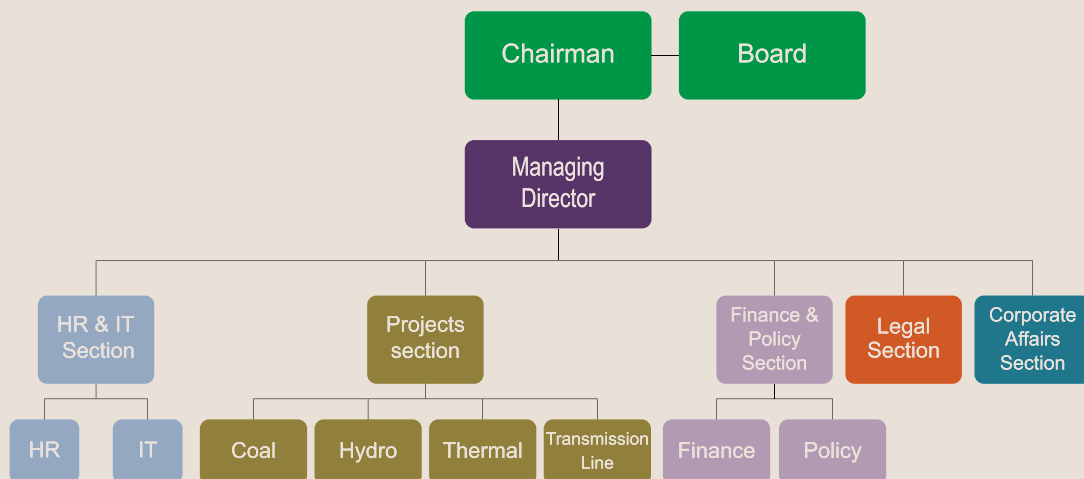 Chairman
Board
Managing
Director
HR & IT
Section
Projects
section
Finance &
Policy
Section
Legal
Section
Corporate
Affairs
Section
HR
IT
Coal
Hydro
Thermal
Transmission
Line
Finance
Policy